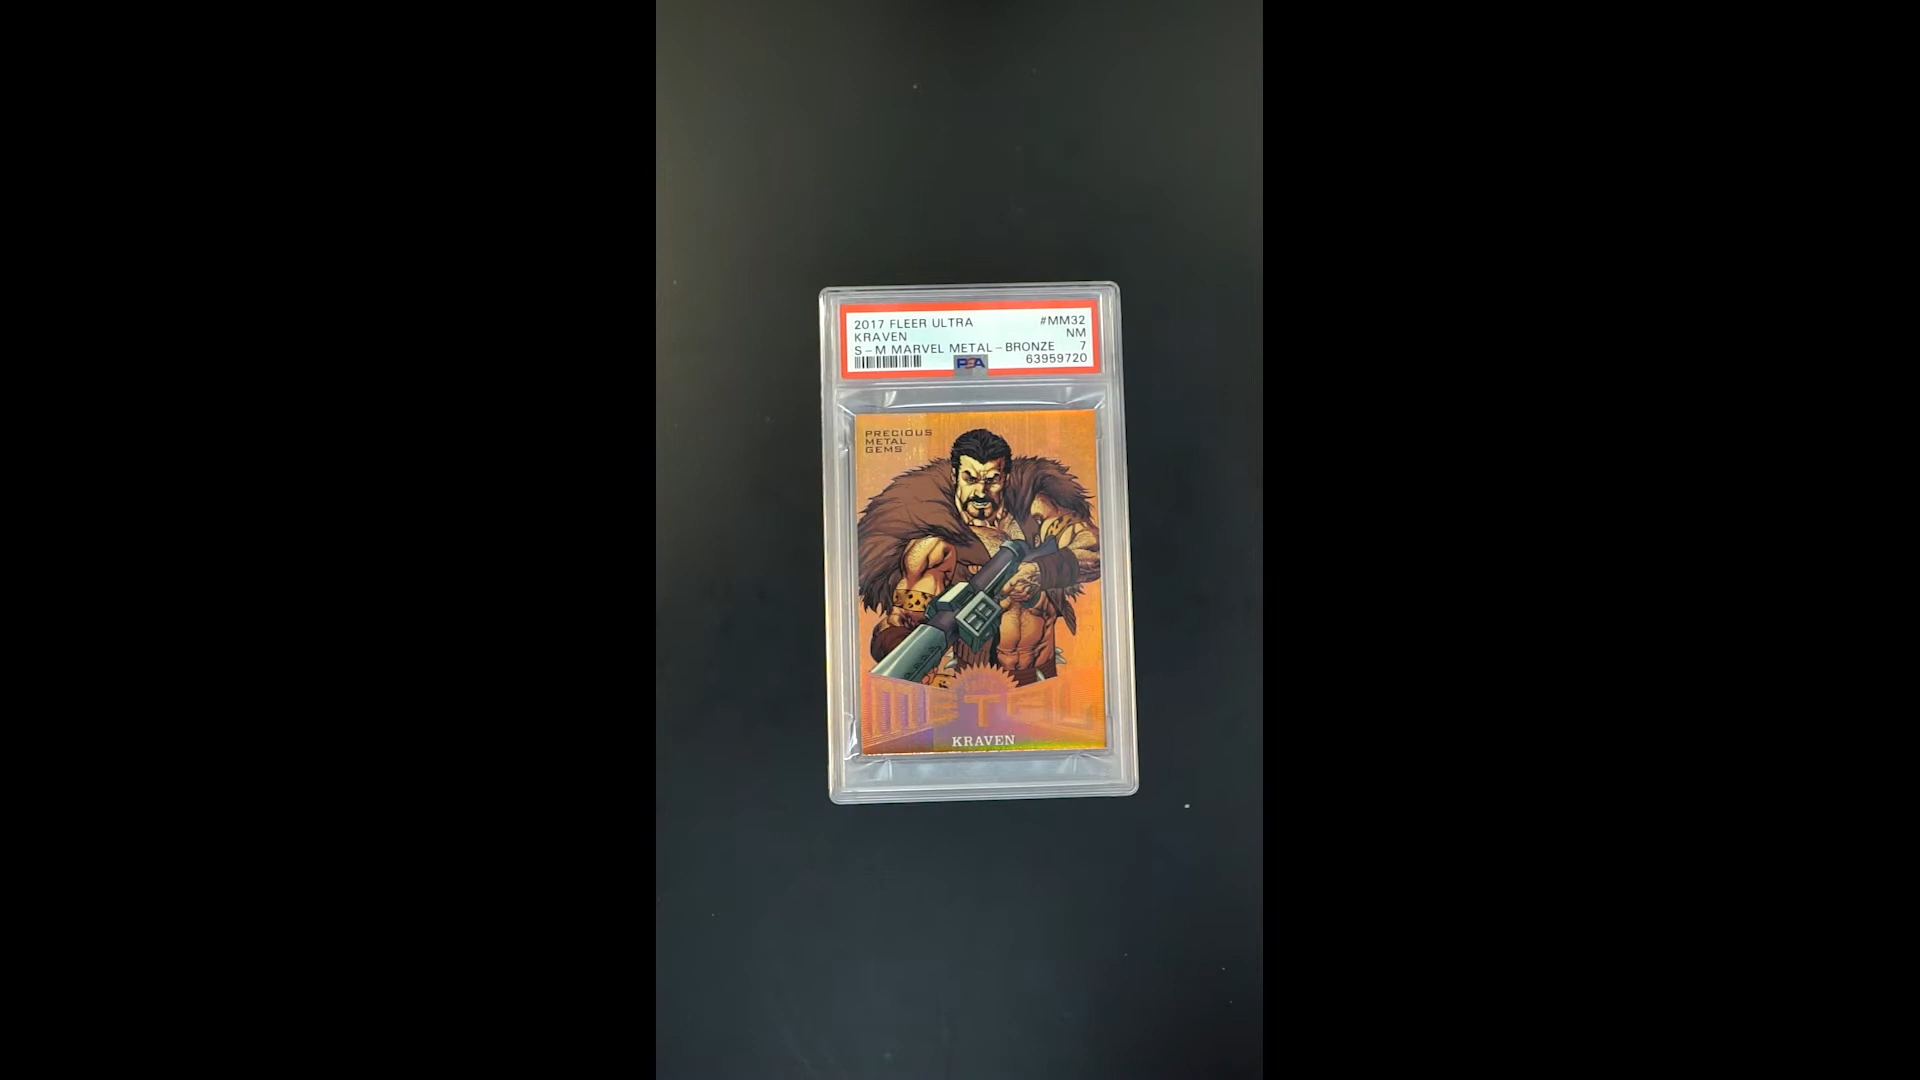 2017 FLEER ULTRA #MM32
KRAVEN NM
S-M MARVEL METAL-BRONZE 7
63959720
PSA
PRECIOUS
METAL
GEMS
METAL
KRAVEN